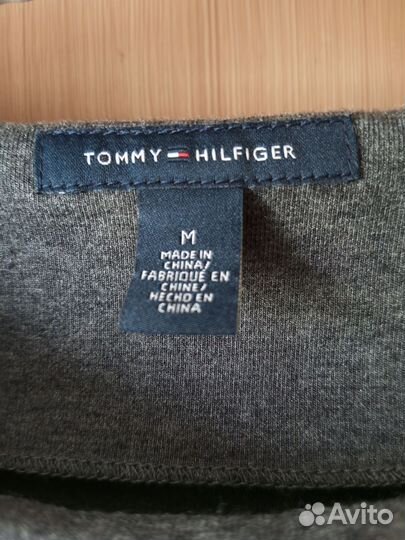 TOMMY HILFIGER
M
MADE IN
CHINA/
FABRIQUÉ EN
CHINE/
HECHO EN
CHINA
Avito